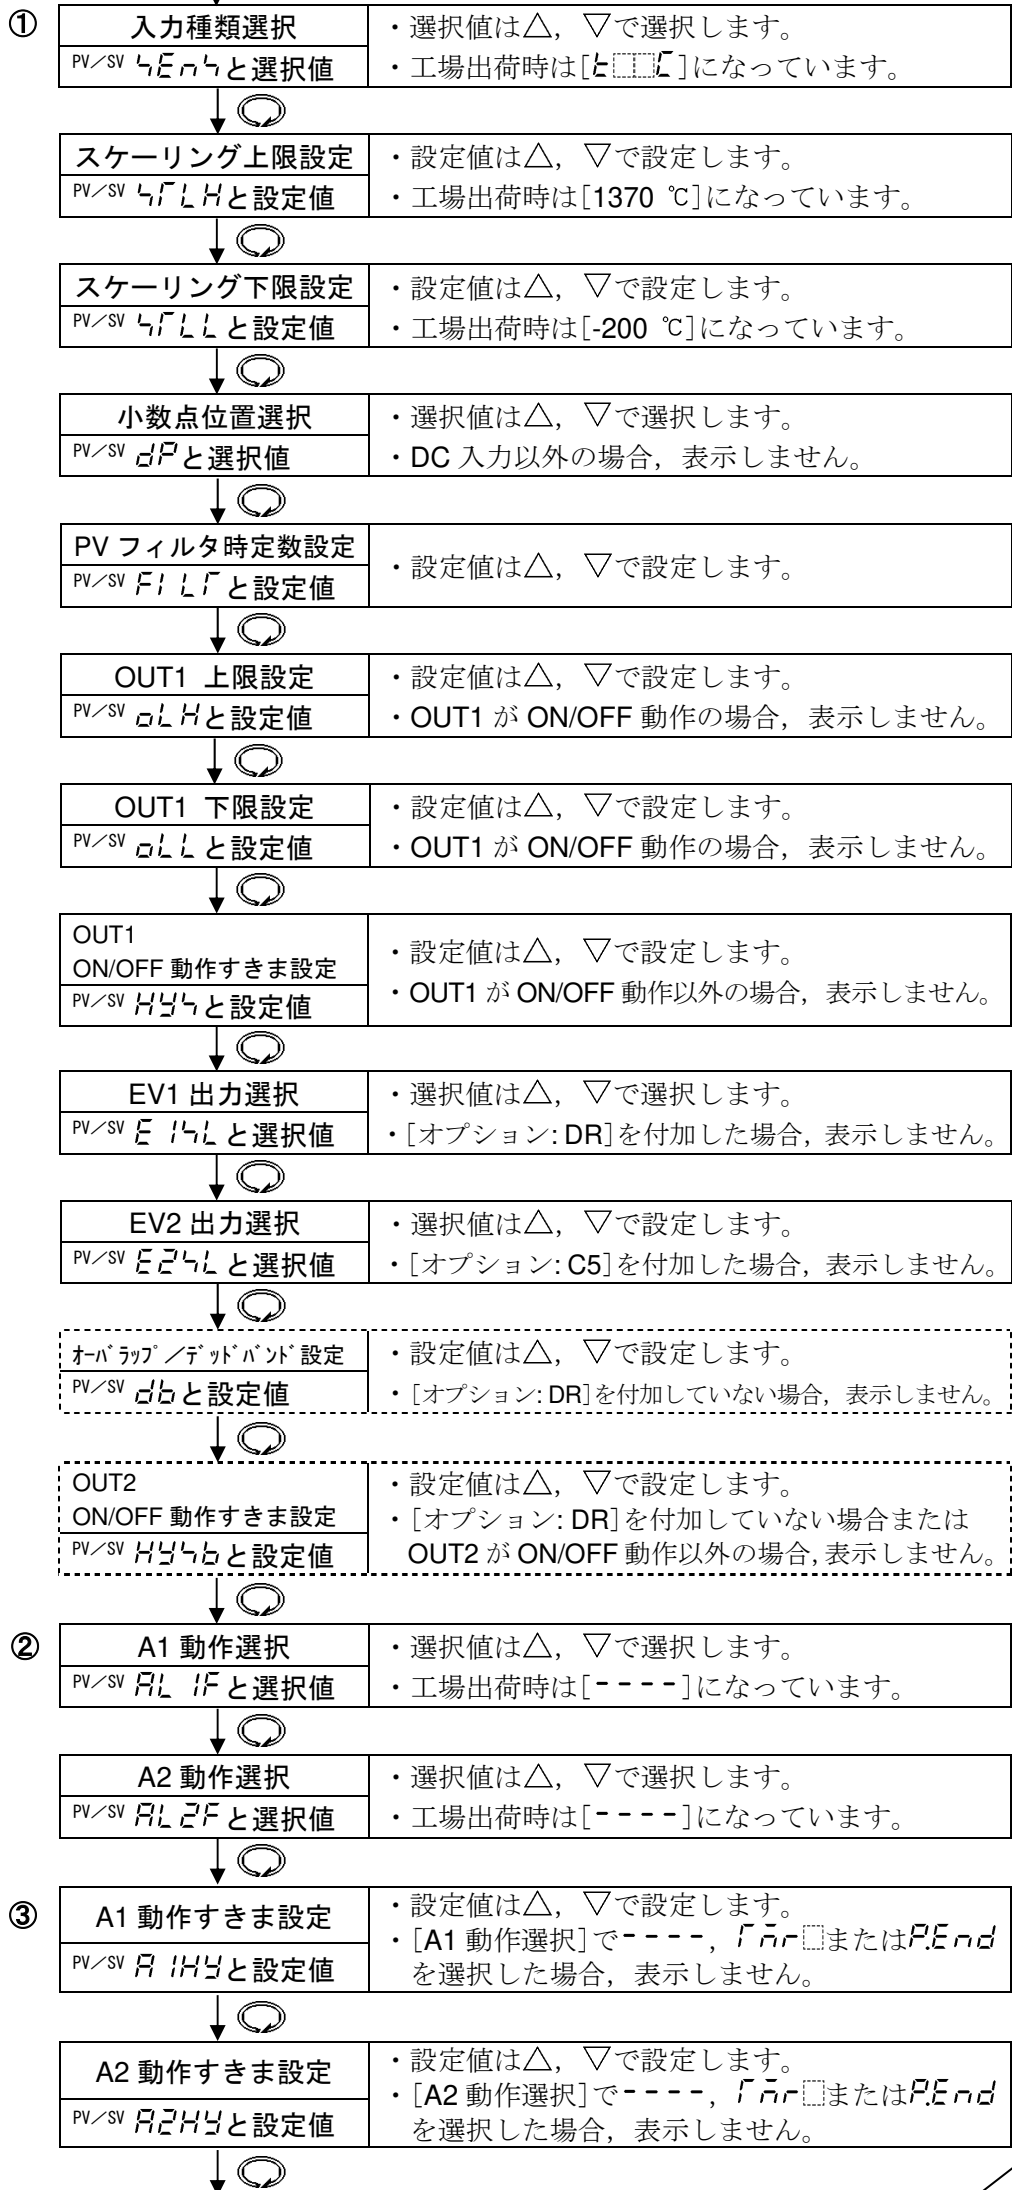 ①
入力種類選択
PV/SV SEnSと選択値
・選択値は△, ▽で選択します。
・工場出荷時は[E□□C]になっています。
スケーリング上限設定
PV/SV SFLHと設定値
・設定値は△, ▽で設定します。
・工場出荷時は[1370 ℃]になっています。
スケーリング下限設定
PV/SV SFLLと設定値
・設定値は△, ▽で設定します。
・工場出荷時は[-200 ℃]になっています。
小数点位置選択
PV/SV dPと選択値
・選択値は△, ▽で選択します。
・DC 入力以外の場合, 表示しません。
PV フィルタ時定数設定
PV/SV FILTと設定値
・設定値は△, ▽で設定します。
OUT1 上限設定
PV/SV oLHと設定値
・設定値は△, ▽で設定します。
・OUT1 が ON/OFF 動作の場合, 表示しません。
OUT1 下限設定
PV/SV oLLと設定値
・設定値は△, ▽で設定します。
・OUT1 が ON/OFF 動作の場合, 表示しません。
OUT1
ON/OFF 動作すきま設定
PV/SV HYSと設定値
・設定値は△, ▽で設定します。
・OUT1 が ON/OFF 動作以外の場合, 表示しません。
EV1 出力選択
PV/SV E1SLと選択値
・選択値は△, ▽で選択します。
・[オプション: DR]を付加した場合, 表示しません。
EV2 出力選択
PV/SV E2SLと選択値
・選択値は△, ▽で設定します。
・[オプション: C5]を付加した場合, 表示しません。
ｵｰﾊﾞﾗｯﾌﾟ/ﾃﾞｯﾄﾞﾊﾞﾝﾄﾞ設定
PV/SV dbと設定値
・設定値は△, ▽で設定します。
・[オプション: DR]を付加していない場合, 表示しません。
OUT2
ON/OFF 動作すきま設定
PV/SV HYSbと設定値
・設定値は△, ▽で設定します。
・[オプション: DR]を付加していない場合または
OUT2 が ON/OFF 動作以外の場合, 表示しません。
②
A1 動作選択
PV/SV AL1Fと選択値
・選択値は△, ▽で選択します。
・工場出荷時は[----]になっています。
A2 動作選択
PV/SV AL2Fと選択値
・選択値は△, ▽で選択します。
・工場出荷時は[----]になっています。
③
A1 動作すきま設定
PV/SV A1HYと設定値
・設定値は△, ▽で設定します。
・[A1 動作選択]で----, Tmr□またはP.End
を選択した場合, 表示しません。
A2 動作すきま設定
PV/SV A2HYと設定値
・設定値は△, ▽で設定します。
・[A2 動作選択]で----, Tmr□またはP.End
を選択した場合, 表示しません。